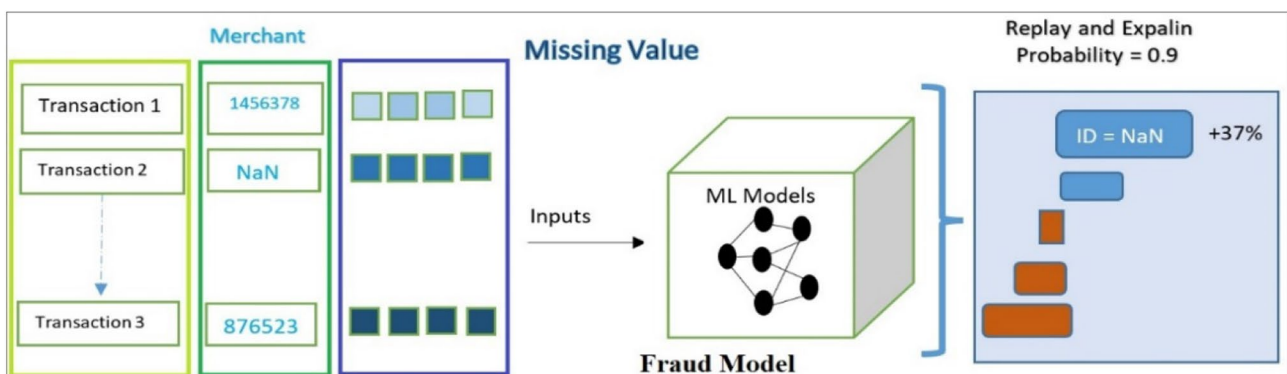 Merchant
Missing Value
Replay and Expalin
Probability = 0.9
Transaction 1
1456378
ID = NaN
+37%
Transaction 2
NaN
ML Models
Inputs
Transaction 3
876523
Fraud Model